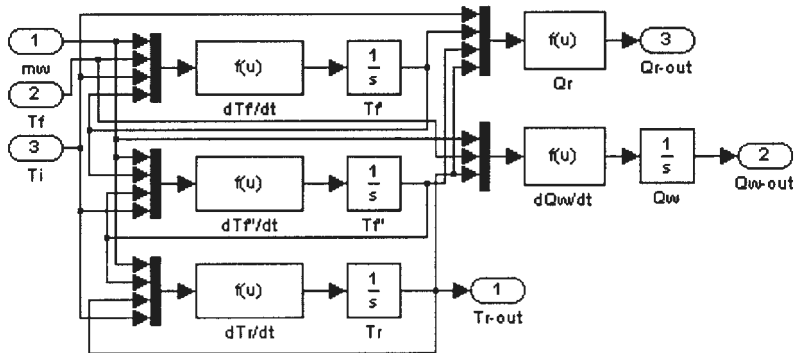 1
mw
2
Tf
3
Ti
f(u)
dTf/dt
1
s
Tf
f(u)
dTf"/dt
1
s
Tf"
f(u)
dTr/dt
1
s
Tr
1
Tr-out
f(u)
Qr
3
Qr-out
f(u)
dQw/dt
1
s
Qw
2
Qw-out